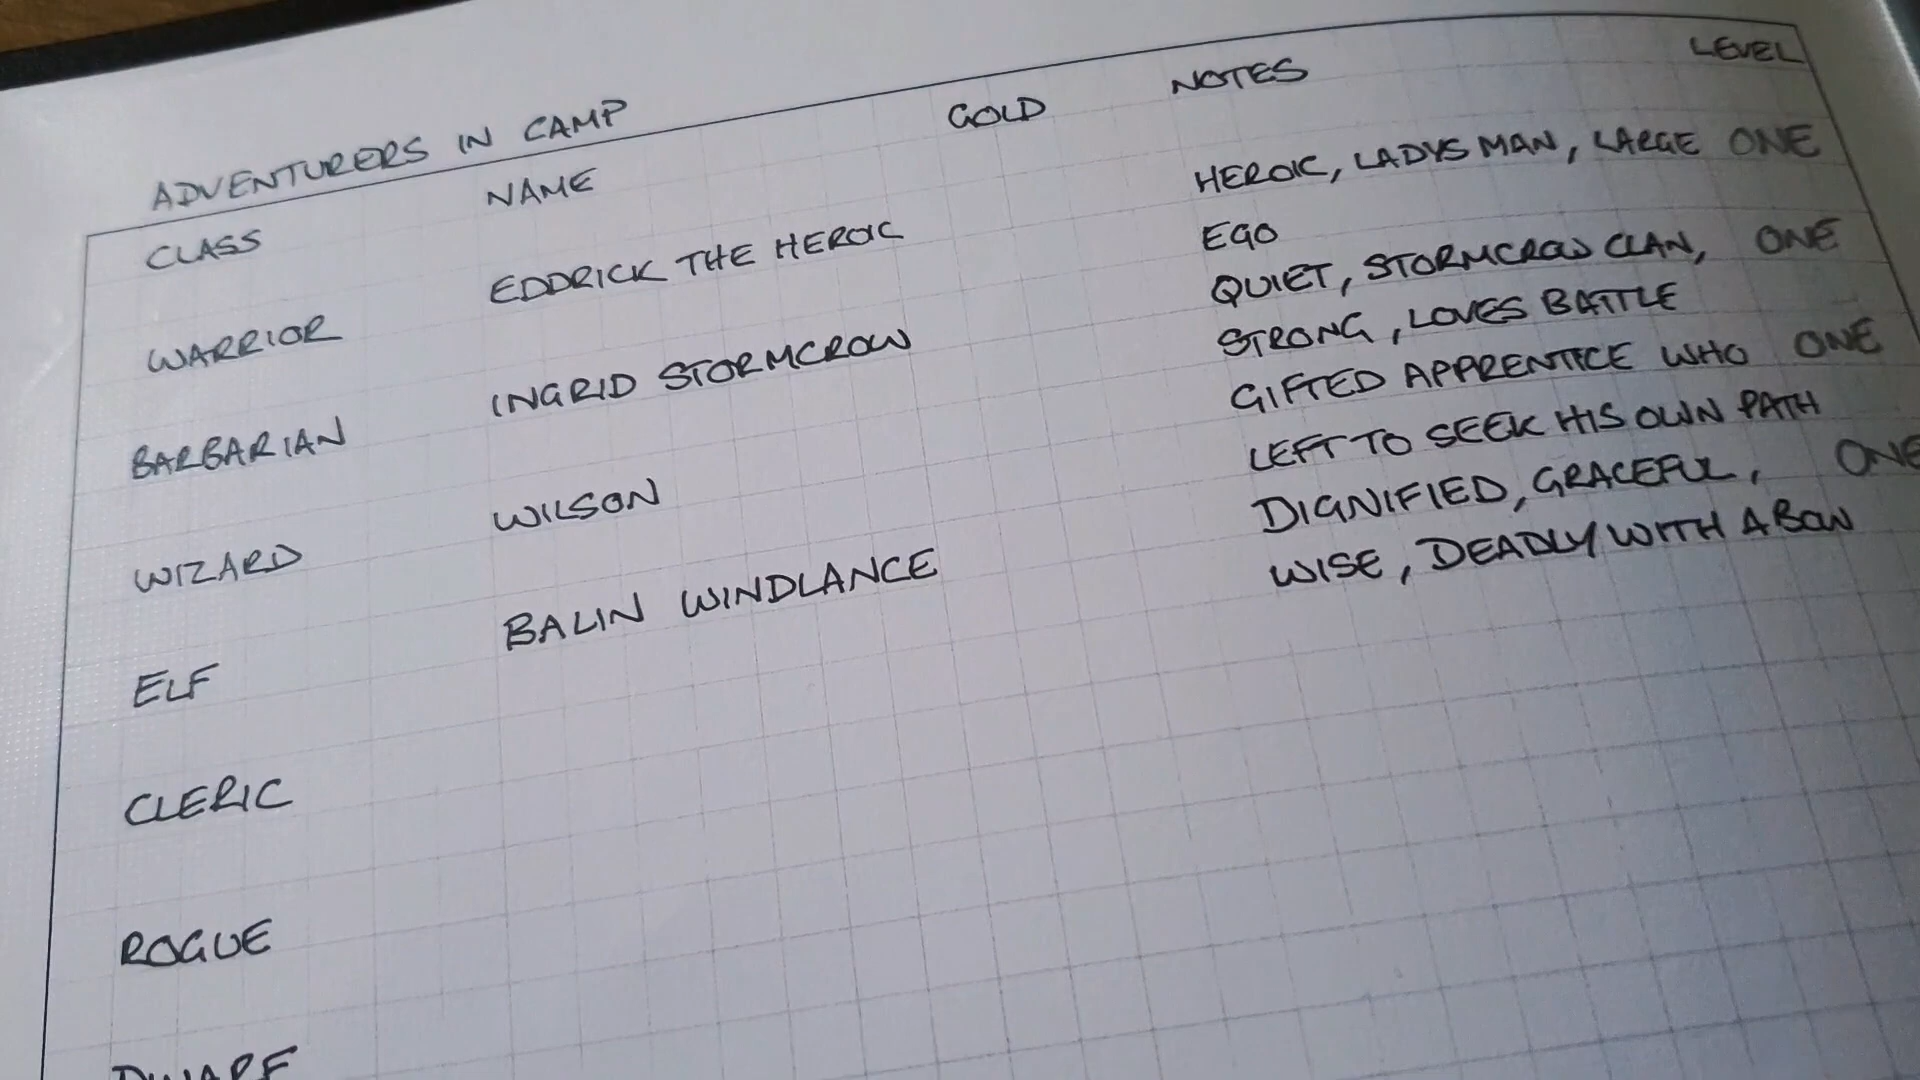 ADVENTURERS IN CAMP
CLASS NAME GOLD NOTES LEVEL
WARRIOR EDDRICK THE HEROIC HEROIC, LADYS MAN, LARGE ONE
EGO
BARBARIAN INGRID STORMCROW QUIET, STORMCROW CLAN, ONE
STRONG, LOVES BATTLE
WIZARD WILSON GIFTED APPRENTICE WHO ONE
LEFT TO SEEK HIS OWN PATH
ELF BALIN WINDLANCE DIGNIFIED, GRACEFUL, ONE
WISE, DEADLY WITH A BOW
CLERIC
ROGUE
DWARF